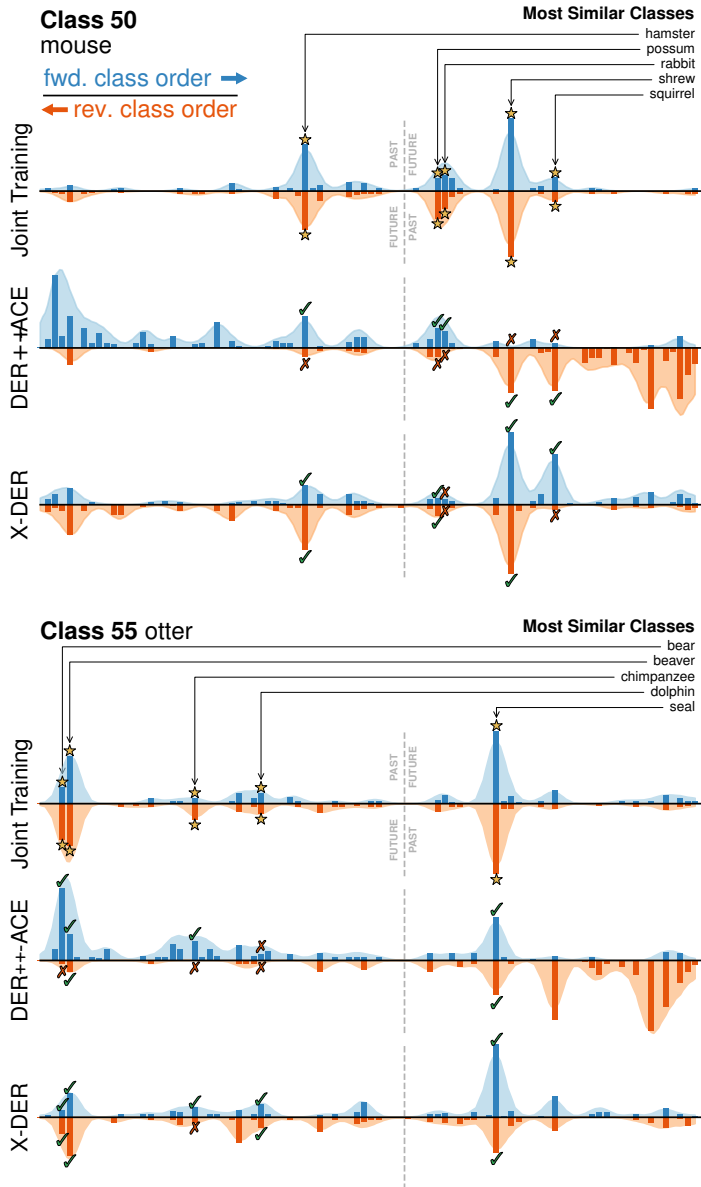 Class 50
mouse
fwd. class order
rev. class order
Most Similar Classes
hamster
possum
rabbit
shrew
squirrel
Joint Training
PAST
FUTURE
FUTURE
PAST
DER++ACE
X-DER
Class 55 otter
Most Similar Classes
bear
beaver
chimpanzee
dolphin
seal
Joint Training
PAST
FUTURE
FUTURE
PAST
DER++-ACE
X-DER